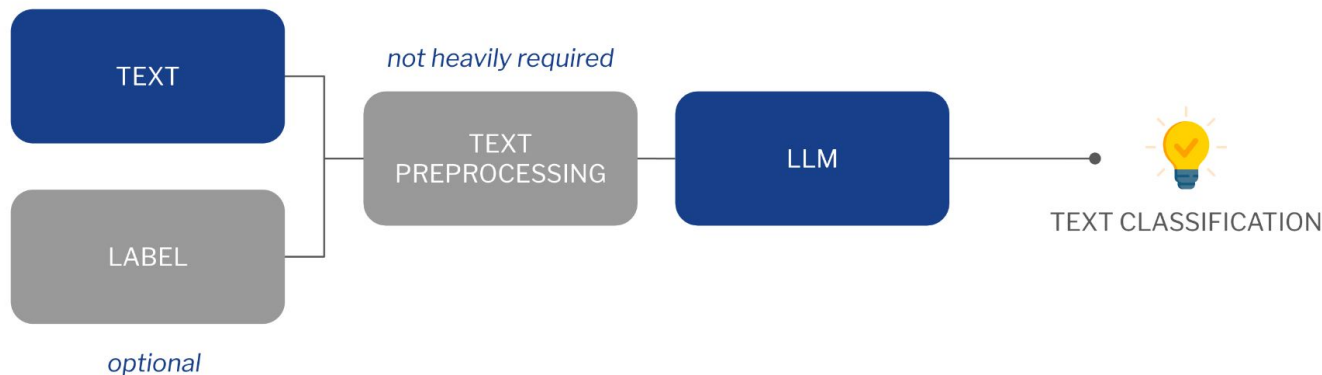 TEXT
not heavily required
TEXT
PREPROCESSING
LLM
LABEL
optional
TEXT CLASSIFICATION